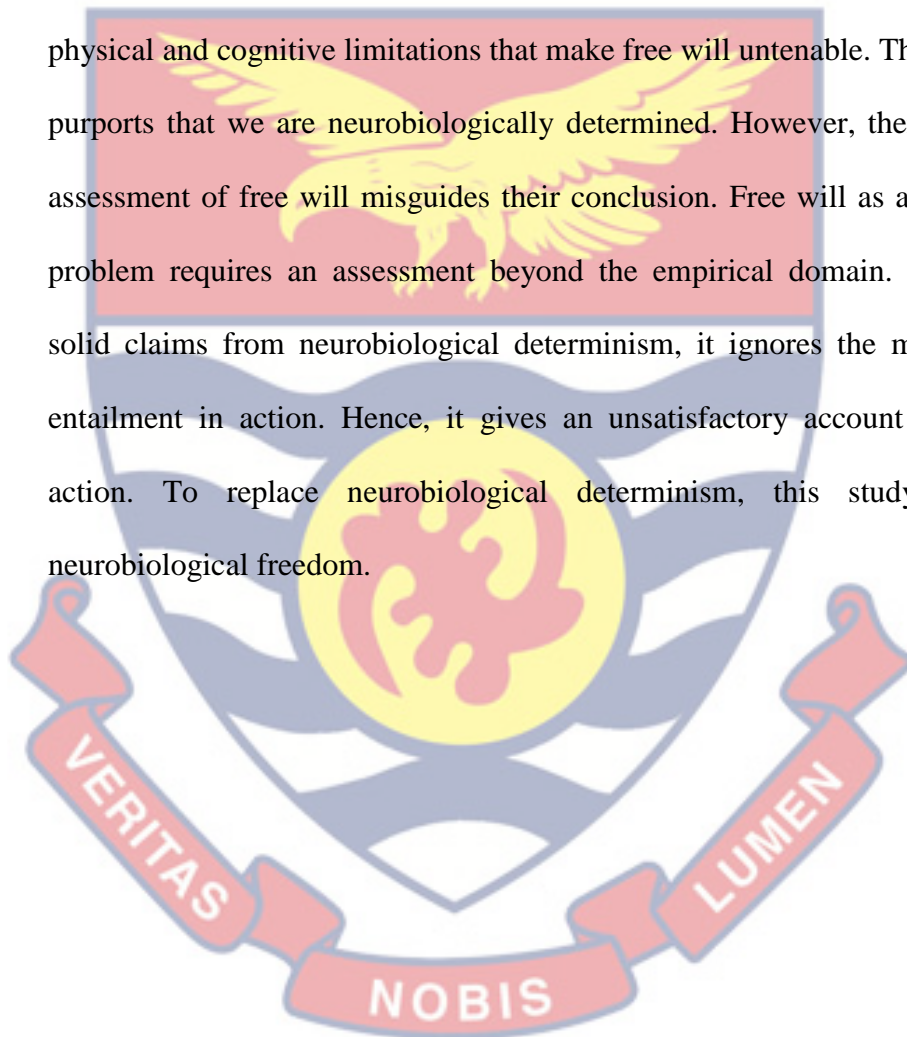 physical and cognitive limitations that make free will untenable.
purports that we are neurobiologically determined. However, the
assessment of free will misguides their conclusion. Free will as a
problem requires an assessment beyond the empirical domain.
solid claims from neurobiological determinism, it ignores the
entailment in action. Hence, it gives an unsatisfactory account
action. To replace neurobiological determinism, this study
neurobiological freedom.
VERITAS
NOBIS
LUMEN